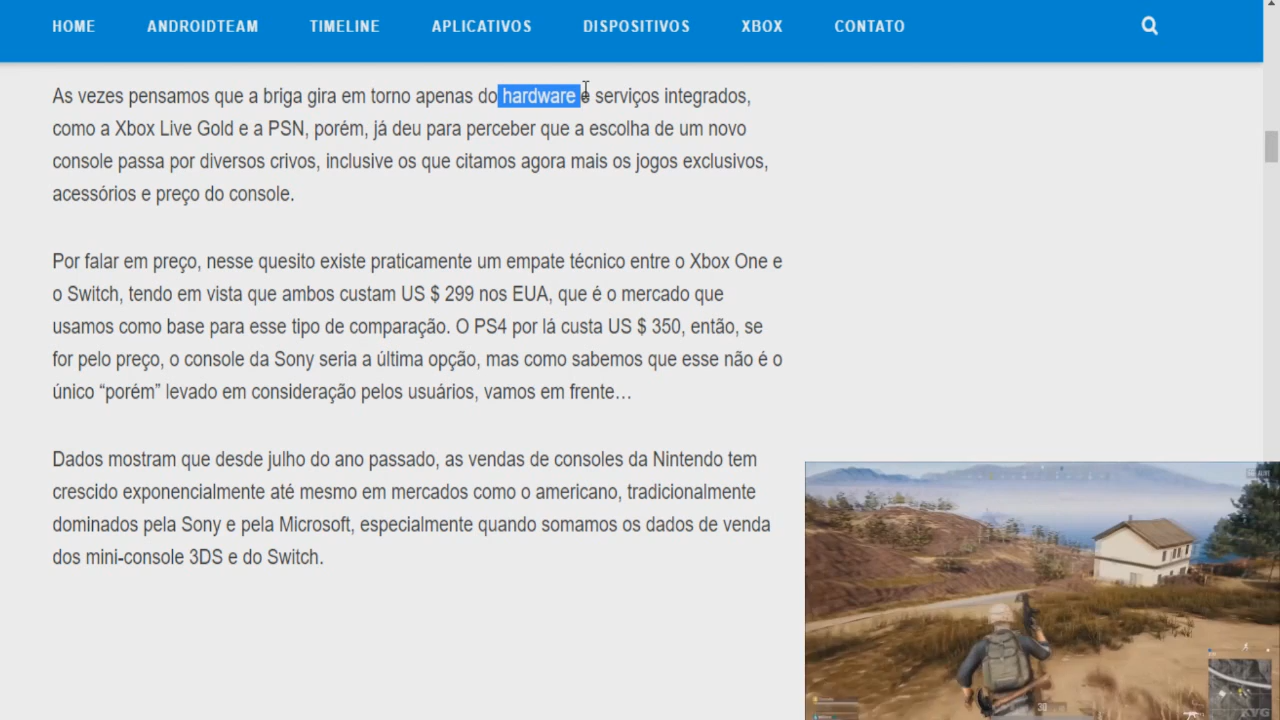 HOME ANDROIDTEAM TIMELINE APLICATIVOS DISPOSITIVOS XBOX CONTATO
As vezes pensamos que a briga gira em torno apenas do hardware e serviços integrados,
como a Xbox Live Gold e a PSN, porém, já deu para perceber que a escolha de um novo
console passa por diversos crivos, inclusive os que citamos agora mais os jogos exclusivos,
acessórios e preço do console.
Por falar em preço, nesse quesito existe praticamente um empate técnico entre o Xbox One e
o Switch, tendo em vista que ambos custam US $ 299 nos EUA, que é o mercado que
usamos como base para esse tipo de comparação. O PS4 por lá custa US $ 350, então, se
for pelo preço, o console da Sony seria a última opção, mas como sabemos que esse não é o
único “porém” levado em consideração pelos usuários, vamos em frente…
Dados mostram que desde julho do ano passado, as vendas de consoles da Nintendo tem
crescido exponencialmente até mesmo em mercados como o americano, tradicionalmente
dominados pela Sony e pela Microsoft, especialmente quando somamos os dados de venda
dos mini-console 3DS e do Switch.
30